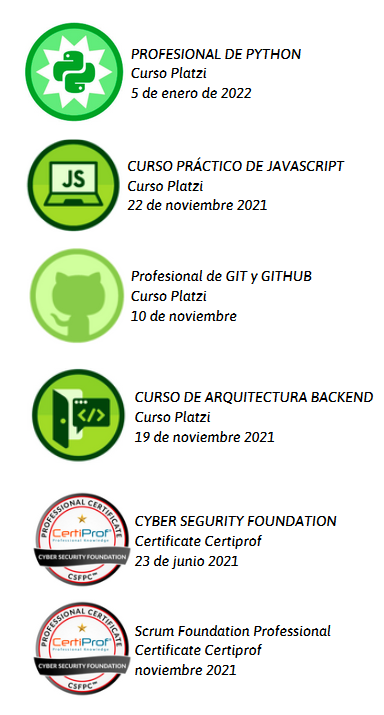 PROFESIONAL DE PYTHON
Curso Platzi
5 de enero de 2022
JS
CURSO PRÁCTICO DE JAVASCRIPT
Curso Platzi
22 de noviembre 2021
Profesional de GIT y GITHUB
Curso Platzi
10 de noviembre
</>
CURSO DE ARQUITECTURA BACKEND
Curso Platzi
19 de noviembre 2021
PROFESSIONAL CERTIFICATE
CertiProf®
Professional Knowledge
CYBER SECURITY FOUNDATION
CSFPC™
CYBER SEGURITY FOUNDATION
Certificate Certiprof
23 de junio 2021
PROFESSIONAL CERTIFICATE
CertiProf®
Professional Knowledge
CYBER SECURITY FOUNDATION
CSFPC™
Scrum Foundation Professional
Certificate Certiprof
noviembre 2021